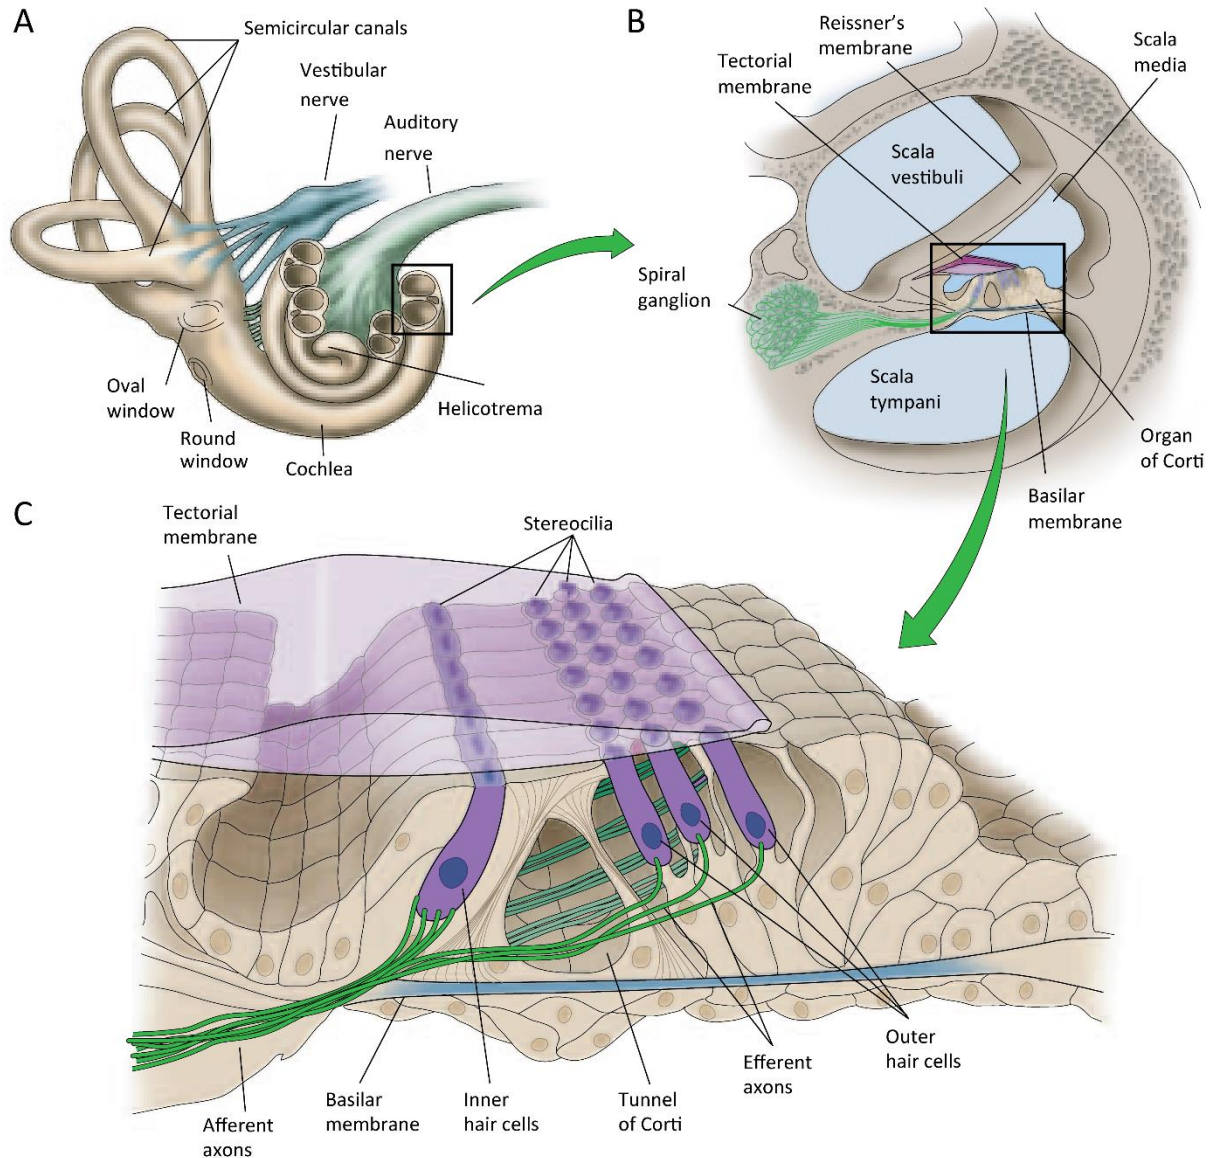 A
Semicircular canals
Vestibular
nerve
Auditory
nerve
Oval
window
Round
window
Cochlea
Helicotrema
B
Reissner’s
membrane
Tectorial
membrane
Scala
media
Scala
vestibuli
Spiral
ganglion
Scala
tympani
Organ
of Corti
Basilar
membrane
C
Tectorial
membrane
Stereocilia
Afferent
axons
Basilar
membrane
Inner
hair cells
Tunnel
of Corti
Efferent
axons
Outer
hair cells